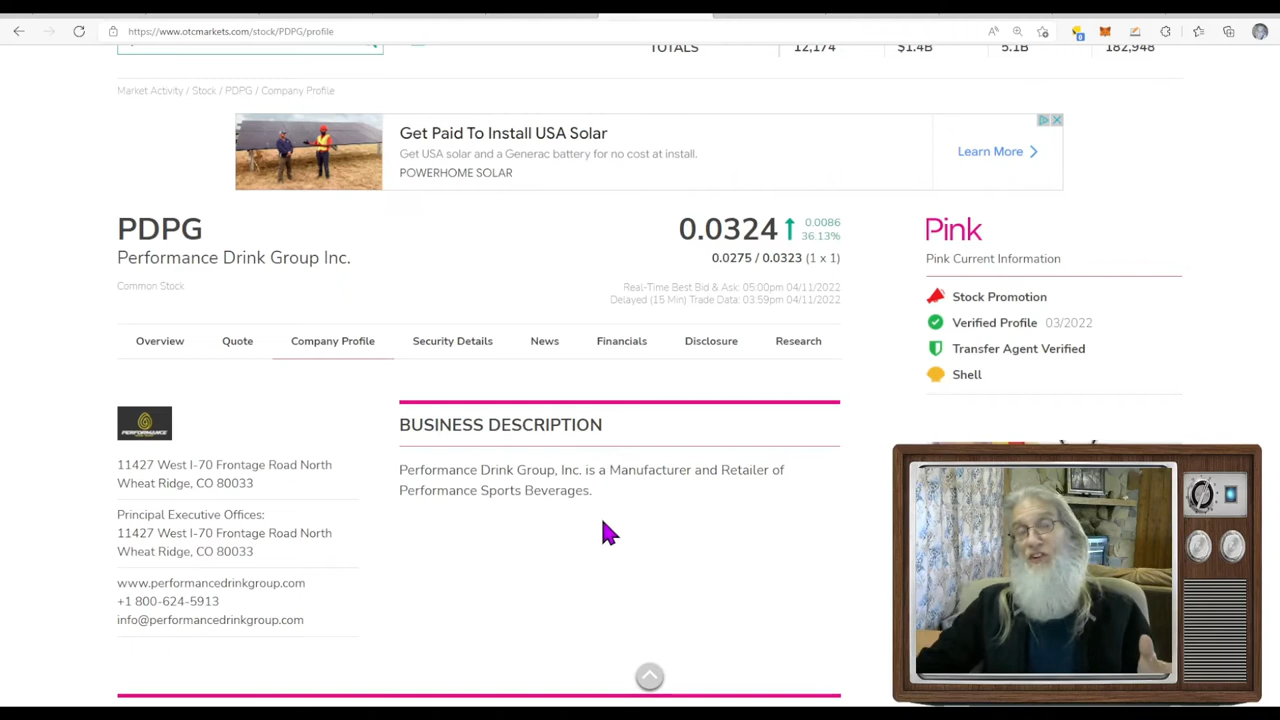 https://www.otcmarkets.com/stock/PDPG/profile
TOTALS 12,174 $1.4B 5.1B 182,948
Market Activity / Stock / PDPG / Company Profile
Get Paid To Install USA Solar
Get USA solar and a Generac battery for no cost at install.
POWERHOME SOLAR
Learn More
PDPG
Performance Drink Group Inc.
Common Stock
0.0324
0.0086
36.13%
0.0275 / 0.0323 (1 x 1)
Real-Time Best Bid & Ask: 05:00pm 04/11/2022
Delayed (15 Min) Trade Data: 03:59pm 04/11/2022
Pink
Pink Current Information
Stock Promotion
Verified Profile 03/2022
Transfer Agent Verified
Shell
Overview Quote Company Profile Security Details News Financials Disclosure Research
PERFORMANCE
11427 West I-70 Frontage Road North
Wheat Ridge, CO 80033
Principal Executive Offices:
11427 West I-70 Frontage Road North
Wheat Ridge, CO 80033
www.performancedrinkgroup.com
+1 800-624-5913
info@performancedrinkgroup.com
BUSINESS DESCRIPTION
Performance Drink Group, Inc. is a Manufacturer and Retailer of
Performance Sports Beverages.